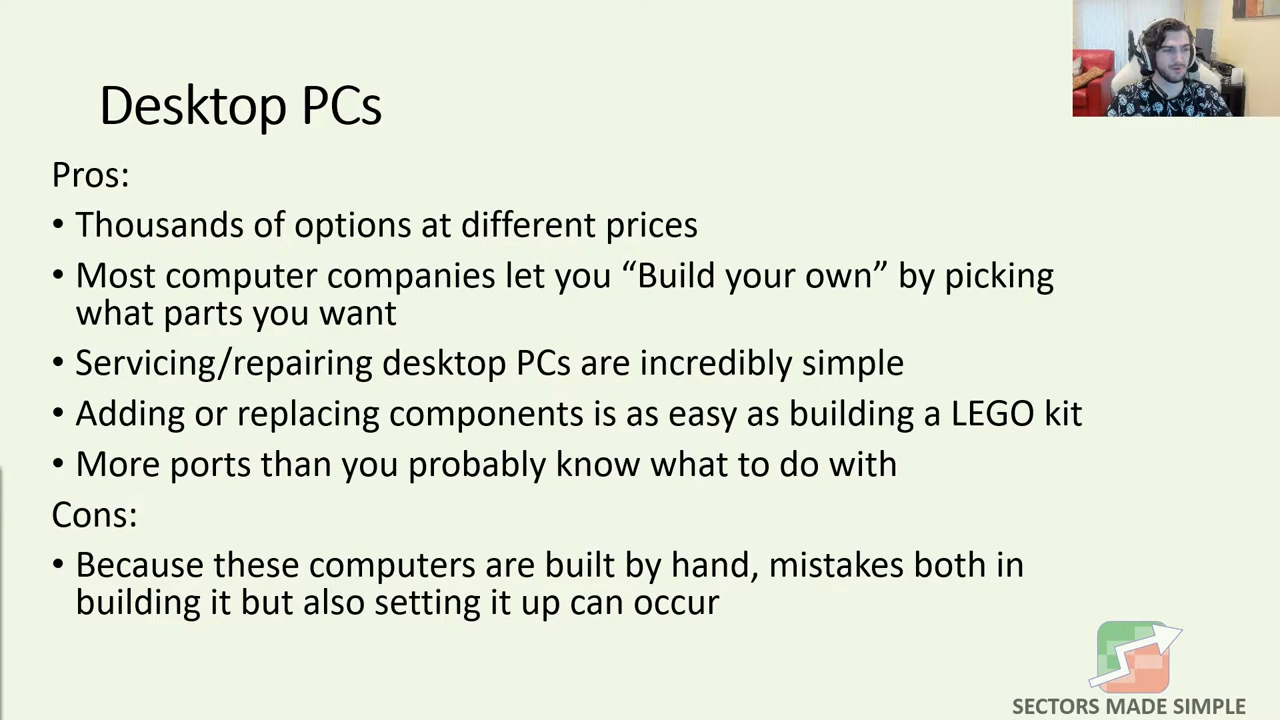 Desktop PCs
Pros:
• Thousands of options at different prices
• Most computer companies let you “Build your own” by picking
what parts you want
• Servicing/repairing desktop PCs are incredibly simple
• Adding or replacing components is as easy as building a LEGO kit
• More ports than you probably know what to do with
Cons:
• Because these computers are built by hand, mistakes both in
building it but also setting it up can occur
SECTORS MADE SIMPLE